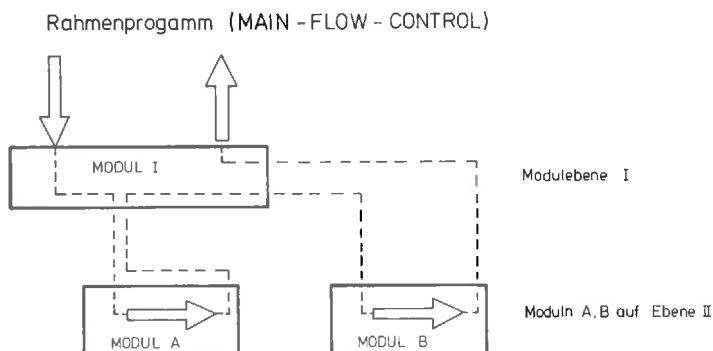 Rahmenprogamm (MAIN - FLOW - CONTROL)
MODUL I
Modulebene I
Moduln A,B auf Ebene II
MODUL A
MODUL B